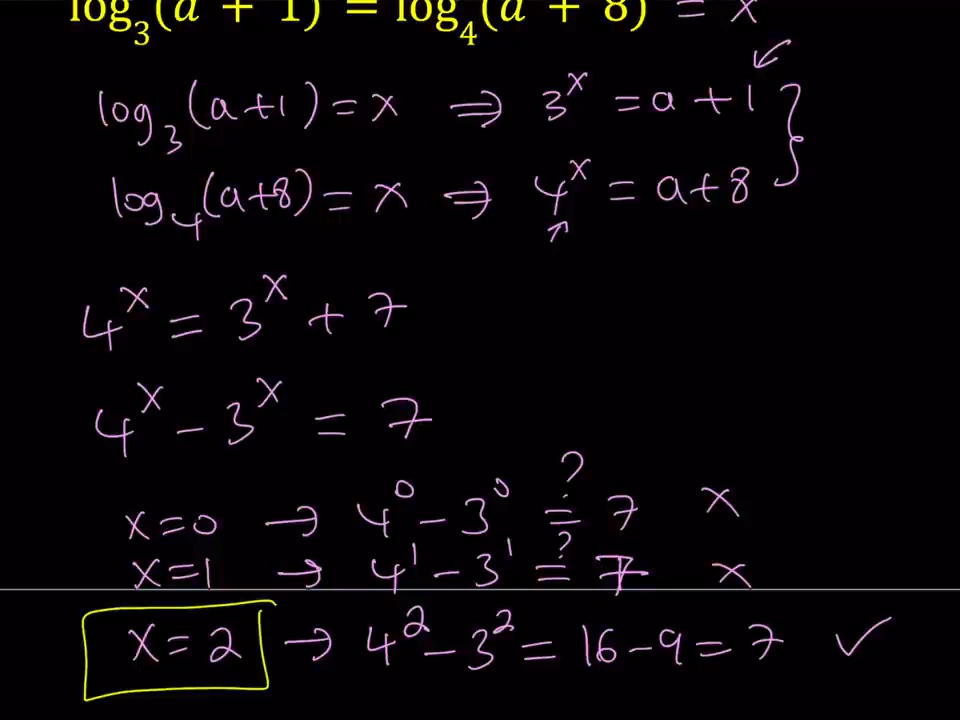 log₃(a + 1) = log₄(a + 8) = x
log₃(a+1) = x ⟹ 3ˣ = a + 1
log₄(a+8) = x ⟹ 4ˣ = a + 8
4ˣ = 3ˣ + 7
4ˣ − 3ˣ = 7
x = 0 → 4⁰ − 3⁰ ≟ 7 x
x = 1 → 4¹ − 3¹ ≟ 7 x
x = 2 → 4² − 3² = 16 − 9 = 7 ✓